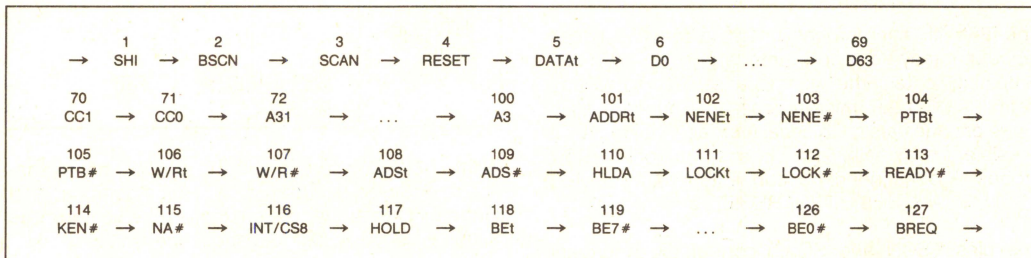 1 2 3 4 5 6 69
→ SHI → BSCN → SCAN → RESET → DATAt → D0 → ... → D63 →
70 71 72 100 101 102 103 104
CC1 → CC0 → A31 → ... → A3 → ADDRt → NENEt → NENE# → PTBt →
105 106 107 108 109 110 111 112 113
PTB# → W/Rt → W/R# → ADSt → ADS# → HLDA → LOCKt → LOCK# → READY# →
114 115 116 117 118 119 126 127
KEN# → NA# → INT/CS8 → HOLD → BEt → BE7# → ... → BE0# → BREQ →